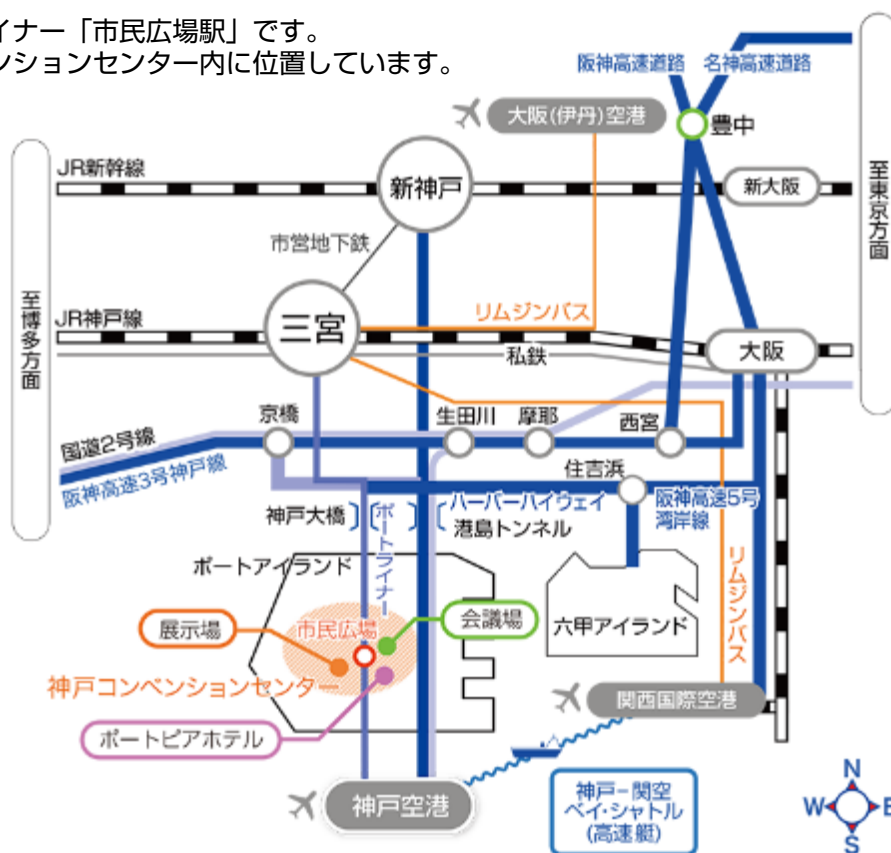 イナー「市民広場駅」です。
ンションセンター内に位置しています。
阪神高速道路
名神高速道路
大阪(伊丹)空港
豊中
至東京方面
JR新幹線
新神戸
新大阪
市営地下鉄
至博多方面
リムジンバス
JR神戸線
三宮
私鉄
大阪
京橋
生田川
摩耶
西宮
国道2号線
阪神高速3号神戸線
住吉浜
神戸大橋
ポートライナー
ハーバーハイウェイ
港島トンネル
阪神高速5号
湾岸線
リムジンバス
ポートアイランド
展示場
市民広場
会議場
六甲アイランド
神戸コンベンションセンター
ポートピアホテル
関西国際空港
神戸空港
神戸-関空
ベイ・シャトル
(高速艇)
N
W
E
S